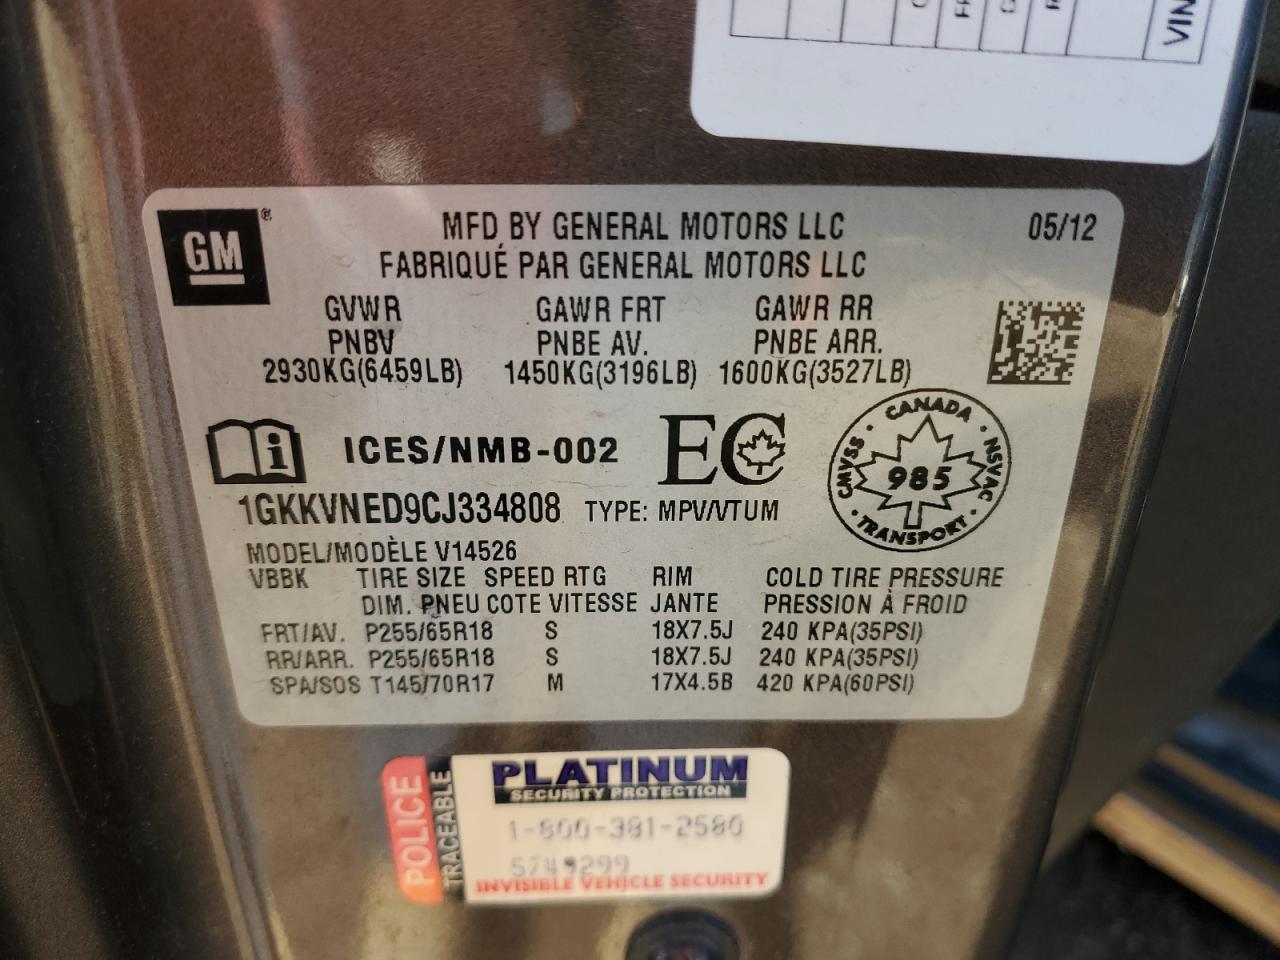 VIN
GM ®
MFD BY GENERAL MOTORS LLC
05/12
FABRIQUÉ PAR GENERAL MOTORS LLC
GVWR GAWR FRT GAWR RR
PNBV PNBE AV. PNBE ARR.
2930KG(6459LB) 1450KG(3196LB) 1600KG(3527LB)
i ICES/NMB-002 EC
CANADA
CMVSS 985 NSVAC
TRANSPORT
1GKKVNED9CJ334808 TYPE: MPV/VTUM
MODEL/MODÈLE V14526
VBBK TIRE SIZE SPEED RTG RIM COLD TIRE PRESSURE
DIM. PNEU COTE VITESSE JANTE PRESSION À FROID
FRT/AV. P255/65R18 S 18X7.5J 240 KPA(35PSI)
RR/ARR. P255/65R18 S 18X7.5J 240 KPA(35PSI)
SPA/SOS T145/70R17 M 17X4.5B 420 KPA(60PSI)
POLICE
TRACEABLE
PLATINUM
SECURITY PROTECTION
1-800-381-2580
INVISIBLE VEHICLE SECURITY